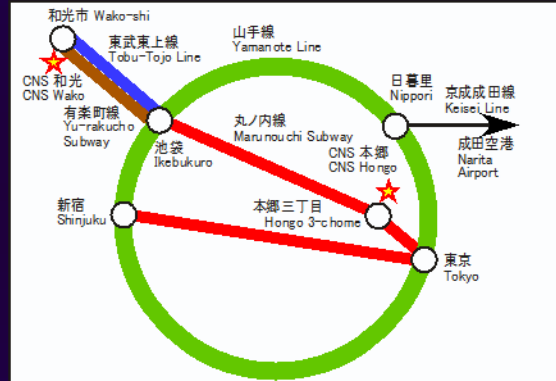 和光市 Wako-shi
東武東上線
Tobu-Tojo Line
山手線
Yamanote Line
CNS 和光
CNS Wako
日暮里
Nippori
京成成田線
Keisei Line
有楽町線
Yu-rakucho
Subway
池袋
Ikebukuro
丸ノ内線
Marunouchi Subway
CNS 本郷
CNS Hongo
成田空港
Narita
Airport
新宿
Shinjuku
本郷三丁目
Hongo 3-chome
東京
Tokyo